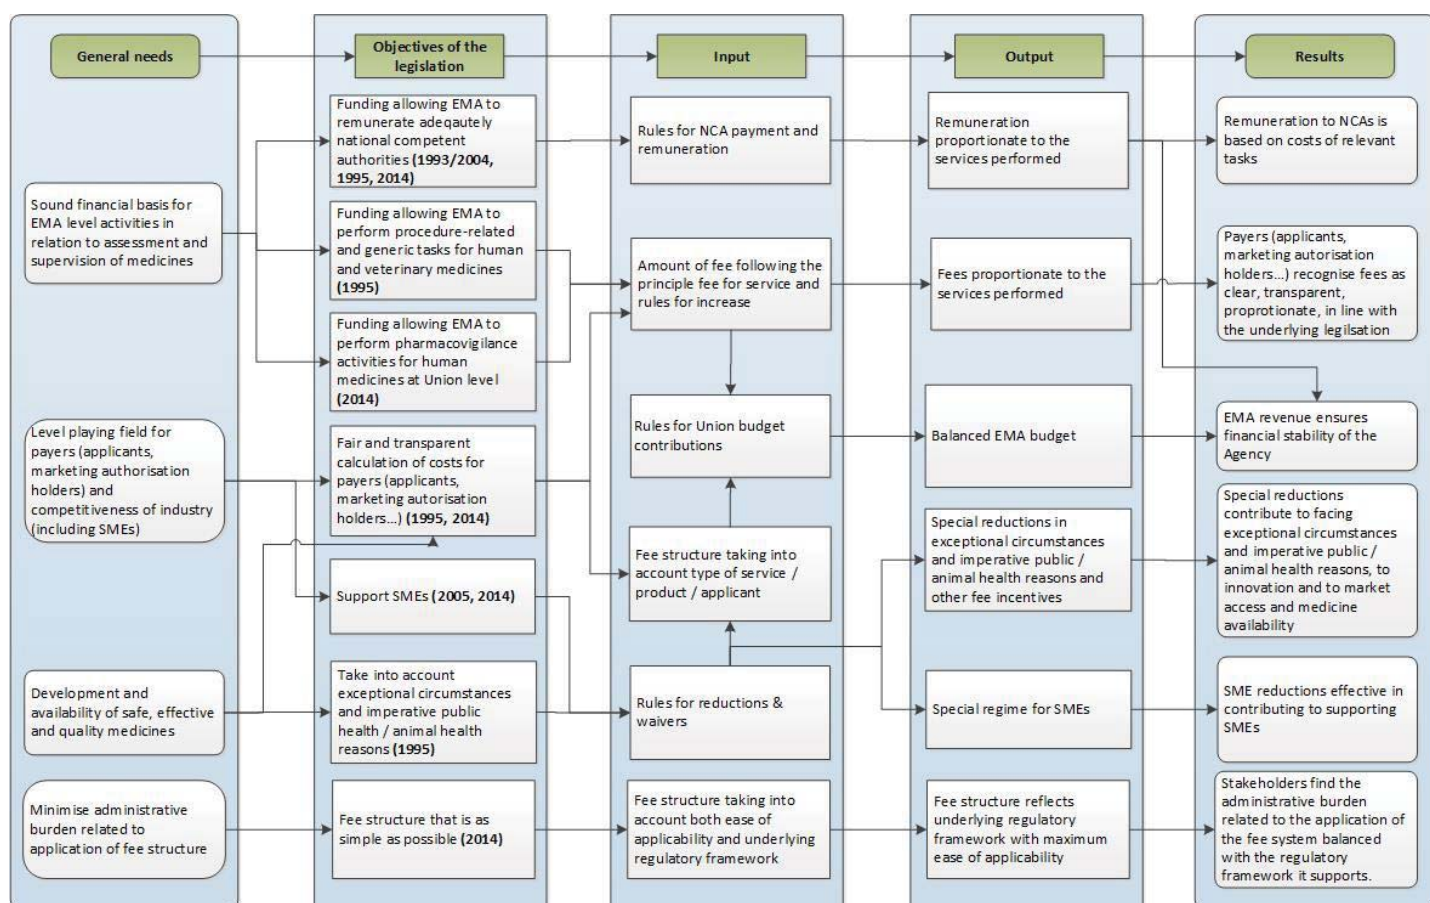 General needs
Objectives of the
legislation
Input
Output
Results
Sound financial basis for
EMA level activities in
relation to assessment and
supervision of medicines
Level playing field for
payers (applicants,
marketing authorisation
holders) and
competitiveness of industry
(including SMEs)
Development and
availability of safe, effective
and quality medicines
Minimise administrative
burden related to
application of fee structure
Funding allowing EMA to
remunerate adeqautely
national competent
authorities (1993/2004,
1995, 2014)
Funding allowing EMA to
perform procedure-related
and generic tasks for human
and veterinary medicines
(1995)
Funding allowing EMA to
perform pharmacovigilance
activities for human
medicines at Union level
(2014)
Fair and transparent
calculation of costs for
payers (applicants,
marketing autorisation
holders...) (1995, 2014)
Support SMEs (2005, 2014)
Take into account
exceptional circumstances
and imperative public
health / animal health
reasons (1995)
Fee structure that is as
simple as possible (2014)
Rules for NCA payment and
remuneration
Amount of fee following the
principle fee for service and
rules for increase
Rules for Union budget
contributions
Fee structure taking into
account type of service /
product / applicant
Rules for reductions &
waivers
Fee structure taking into
account both ease of
applicability and underlying
regulatory framework
Remuneration
proportionate to the
services performed
Fees proportionate to the
services performed
Balanced EMA budget
Special reductions in
exceptional circumstances
and imperative public /
animal health reasons and
other fee incentives
Special regime for SMEs
Fee structure reflects
underlying regulatory
framework with maximum
ease of applicability
Remuneration to NCAs is
based on costs of relevant
tasks
Payers (applicants,
marketing autorisation
holders...) recognise fees as
clear, transparent,
proprotionate, in line with
the underlying legilsation
EMA revenue ensures
financial stability of the
Agency
Special reductions
contribute to facing
exceptional circumstances
and imperative public /
animal health reasons, to
innovation and to market
access and medicine
availability
SME reductions effective in
contributing to supporting
SMEs
Stakeholders find the
administrative burden
related to the application of
the fee system balanced
with the regulatory
framework it supports.